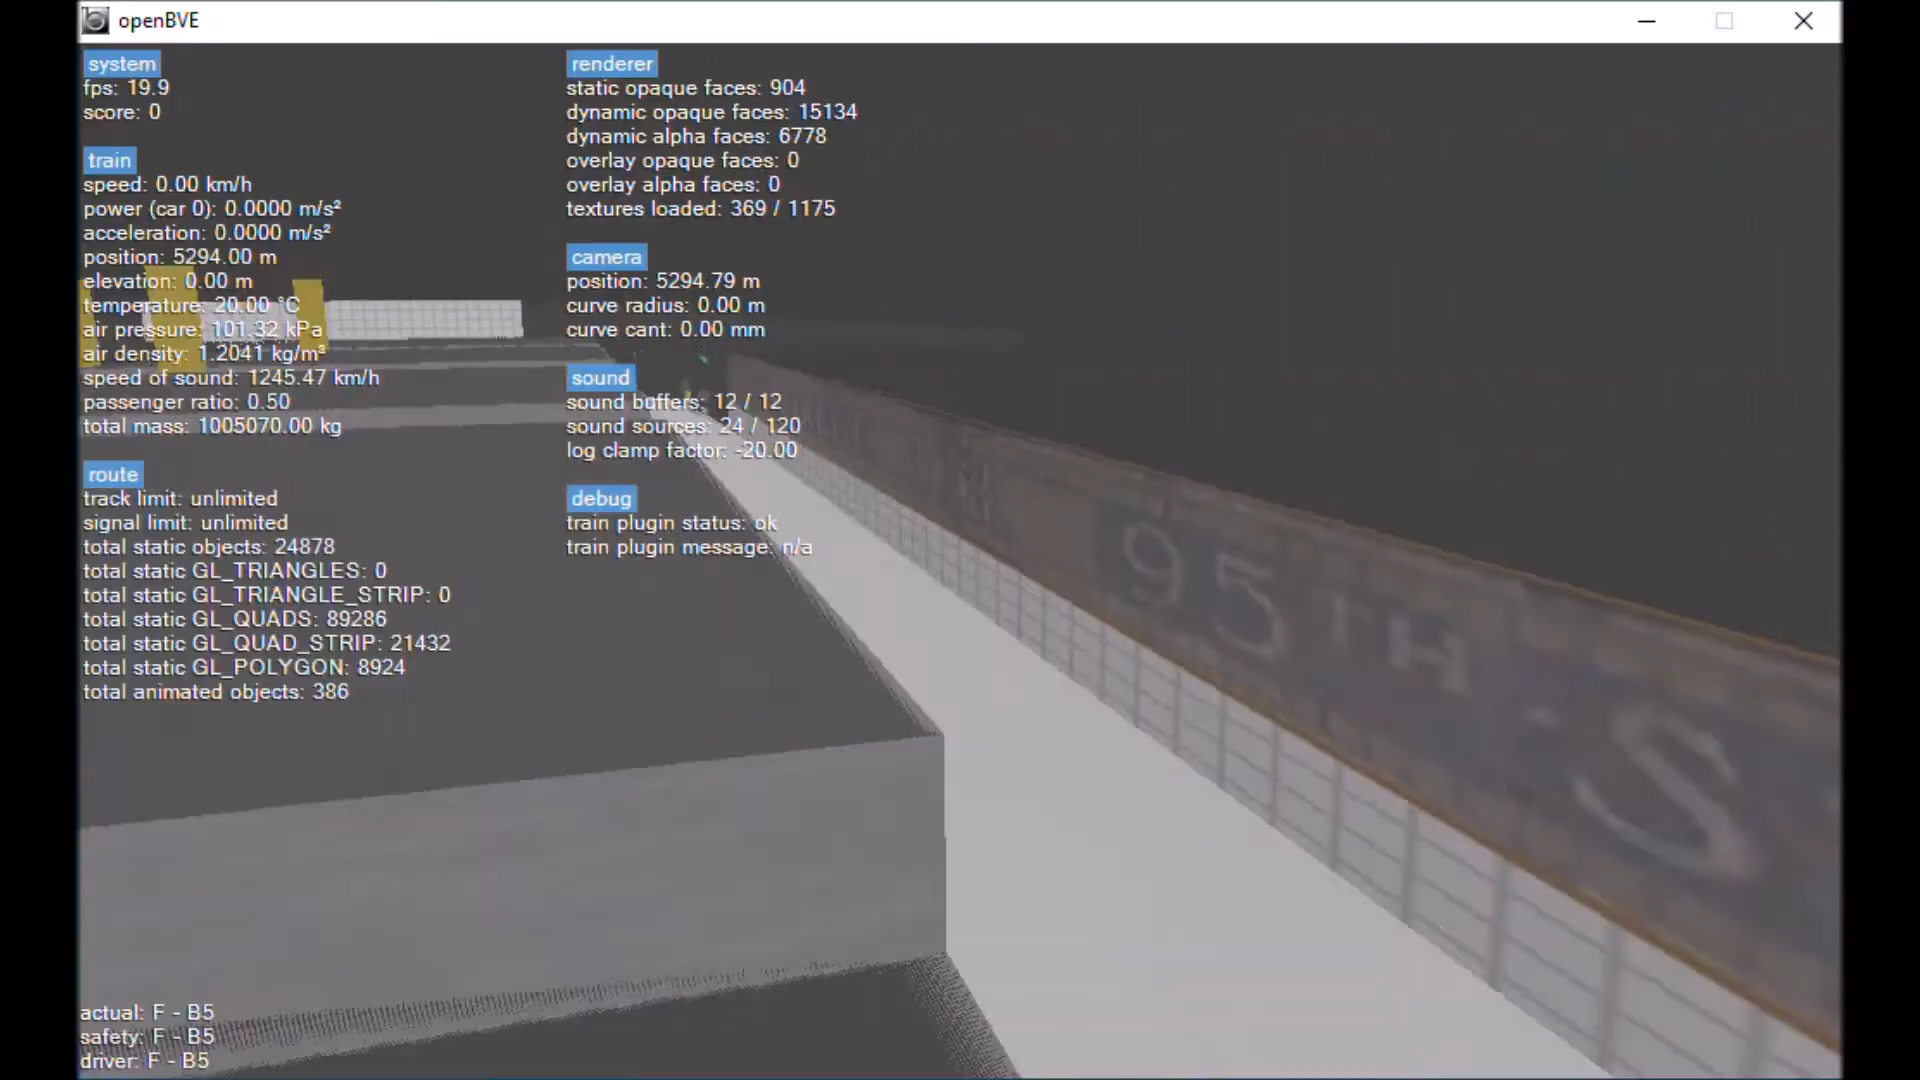 openBVE
system
fps: 19.9
score: 0
train
speed: 0.00 km/h
power (car 0): 0.0000 m/s²
acceleration: 0.0000 m/s²
position: 5294.00 m
elevation: 0.00 m
temperature: 20.00 °C
air pressure: 101.32 kPa
air density: 1.2041 kg/m³
speed of sound: 1245.47 km/h
passenger ratio: 0.50
total mass: 1005070.00 kg
route
track limit: unlimited
signal limit: unlimited
total static objects: 24878
total static GL_TRIANGLES: 0
total static GL_TRIANGLE_STRIP: 0
total static GL_QUADS: 89286
total static GL_QUAD_STRIP: 21432
total static GL_POLYGON: 8924
total animated objects: 386
renderer
static opaque faces: 904
dynamic opaque faces: 15134
dynamic alpha faces: 6778
overlay opaque faces: 0
overlay alpha faces: 0
textures loaded: 369 / 1175
camera
position: 5294.79 m
curve radius: 0.00 m
curve cant: 0.00 mm
sound
sound buffers: 12 / 12
sound sources: 24 / 120
log clamp factor: -20.00
debug
train plugin status: ok
train plugin message: n/a
95TH-S
actual: F - B5
safety: F - B5
driver: F - B5